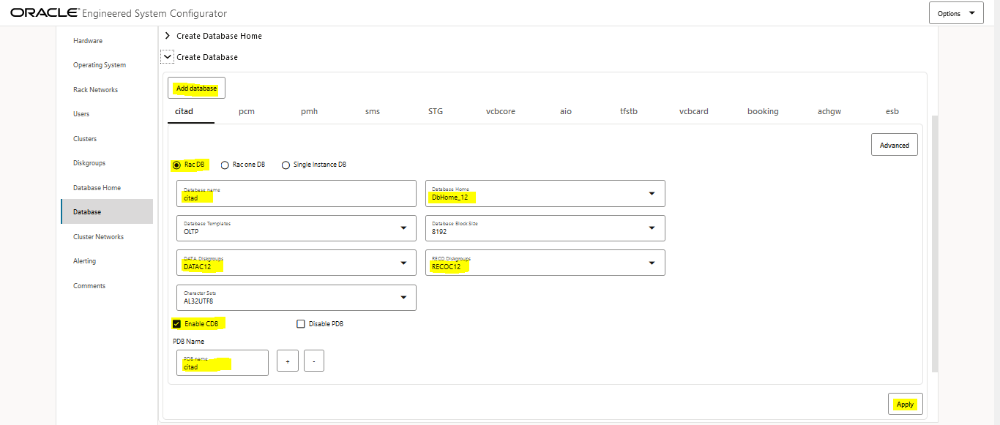 ORACLE Engineered System Configurator
Options
Hardware
Operating System
Rack Networks
Users
Clusters
Diskgroups
Database Home
Database
Cluster Networks
Alerting
Comments
Create Database Home
Create Database
Add database
citad pcm pmh sms STG vcbcore aio tfstb vcbcard booking achgw esb
Advanced
Rac DB Rac one DB Single Instance DB
Database name
citad
Database Home
DbHome_12
Database Templates
OLTP
Database Block Size
8192
DATA Diskgroups
DATAC12
RECO Diskgroups
RECOC12
Character Sets
AL32UTF8
Enable CDB Disable PDB
PDB Name
PDB name
citad
+ -
Apply